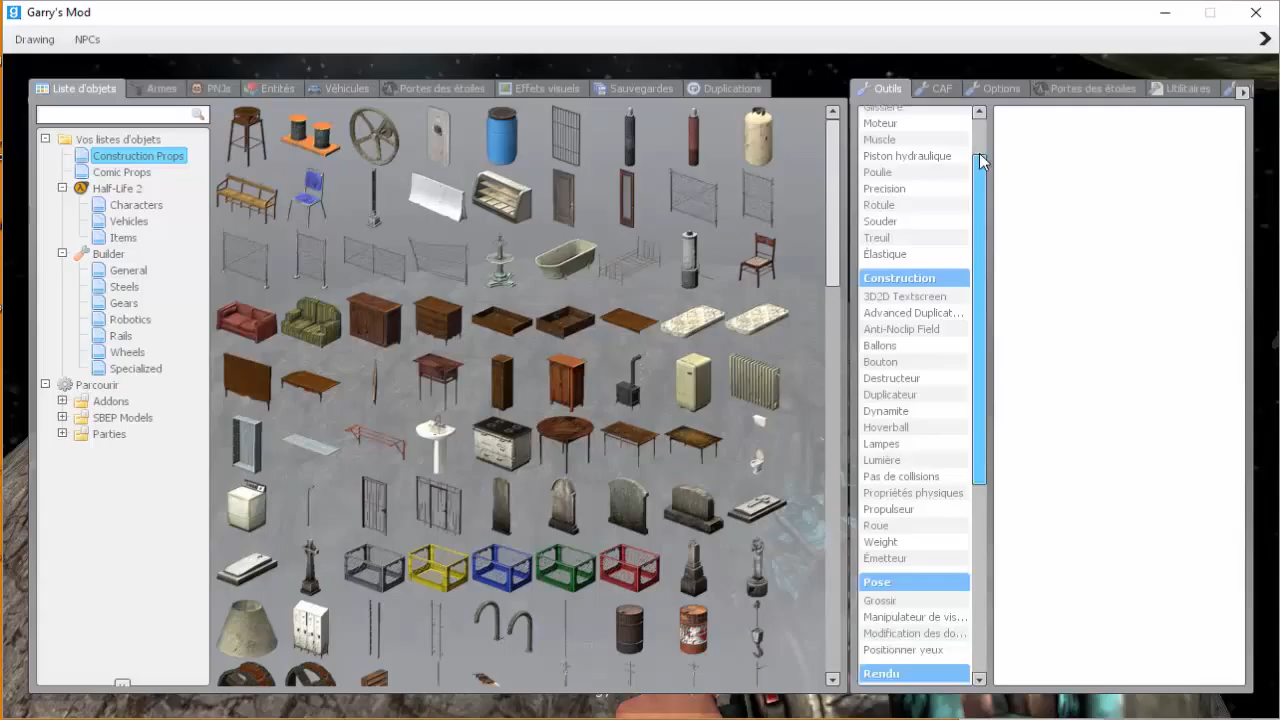 Garry's Mod
Drawing NPCs
Liste d'objets Armes PNJs Entités Véhicules Portes des étoiles Effets visuels Sauvegardes Duplications
Vos listes d'objets
Construction Props
Comic Props
Half-Life 2
Characters
Vehicles
Items
Builder
General
Steels
Gears
Robotics
Rails
Wheels
Specialized
Parcourir
Addons
SBEP Models
Parties
Outils CAF Options Portes des étoiles Utilitaires
Glissière
Moteur
Muscle
Piston hydraulique
Poulie
Precision
Rotule
Souder
Treuil
Élastique
Construction
3D2D Textscreen
Advanced Duplicat...
Anti-Noclip Field
Ballons
Bouton
Destructeur
Duplicateur
Dynamite
Hoverball
Lampes
Lumière
Pas de collisions
Propriétés physiques
Propulseur
Roue
Weight
Émetteur
Pose
Grossir
Manipulateur de vis...
Modification des do...
Positionner yeux
Rendu